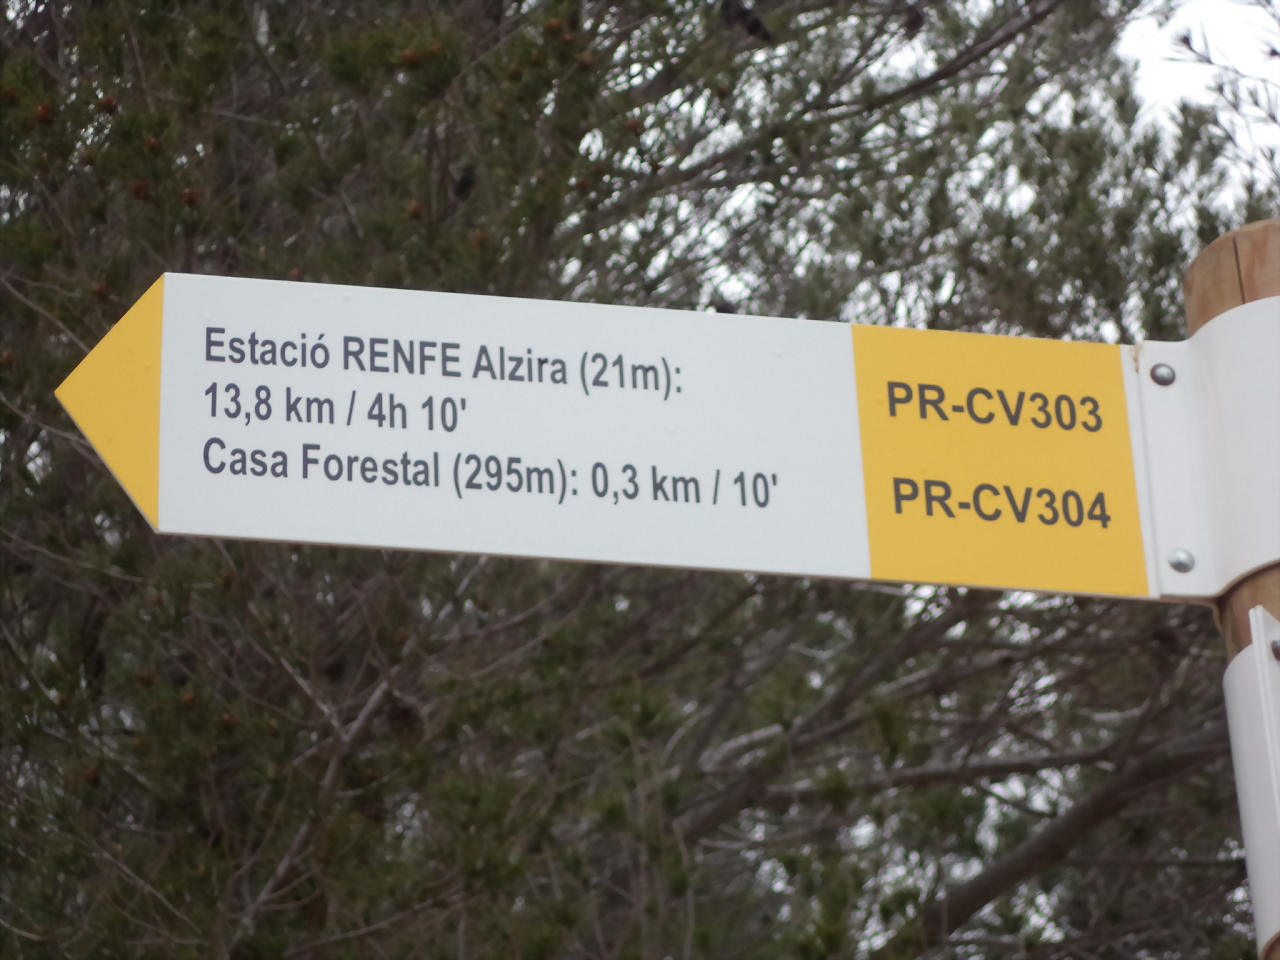 Estació RENFE Alzira (21m):
13,8 km / 4h 10'
Casa Forestal (295m): 0,3 km / 10'
PR-CV303
PR-CV304